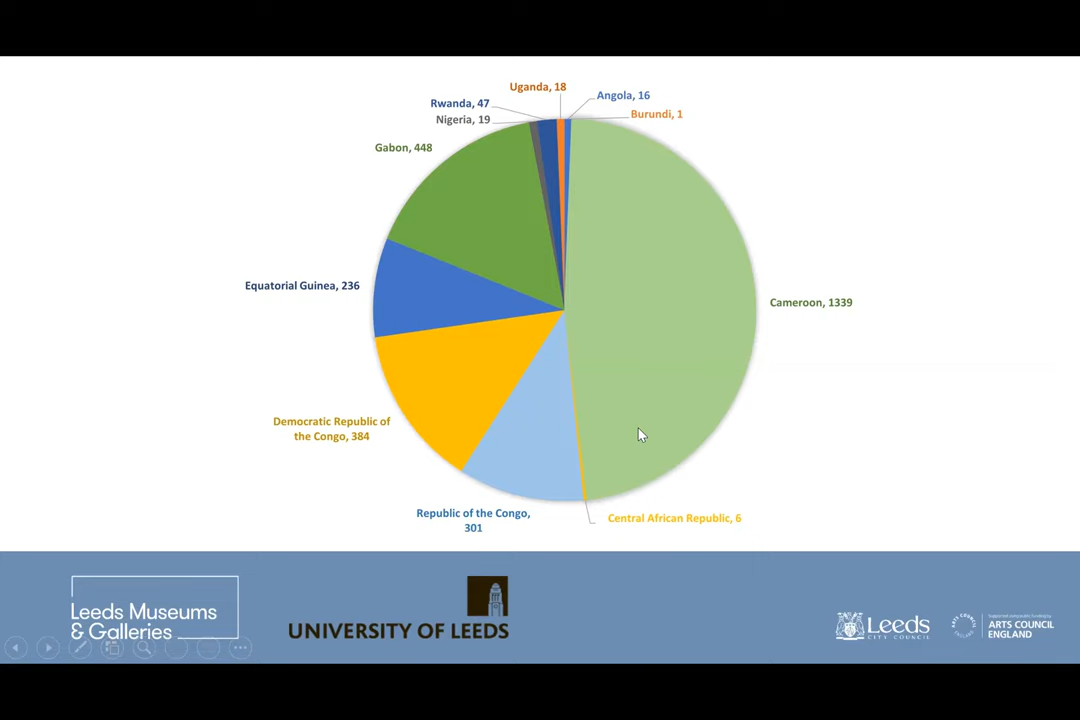 Uganda, 18
Angola, 16
Rwanda, 47
Burundi, 1
Nigeria, 19
Gabon, 448
Equatorial Guinea, 236
Cameroon, 1339
Democratic Republic of
the Congo, 384
Republic of the Congo,
301
Central African Republic, 6
Leeds Museums
& Galleries
UNIVERSITY OF LEEDS
Leeds
CITY COUNCIL
ARTS COUNCIL
ENGLAND